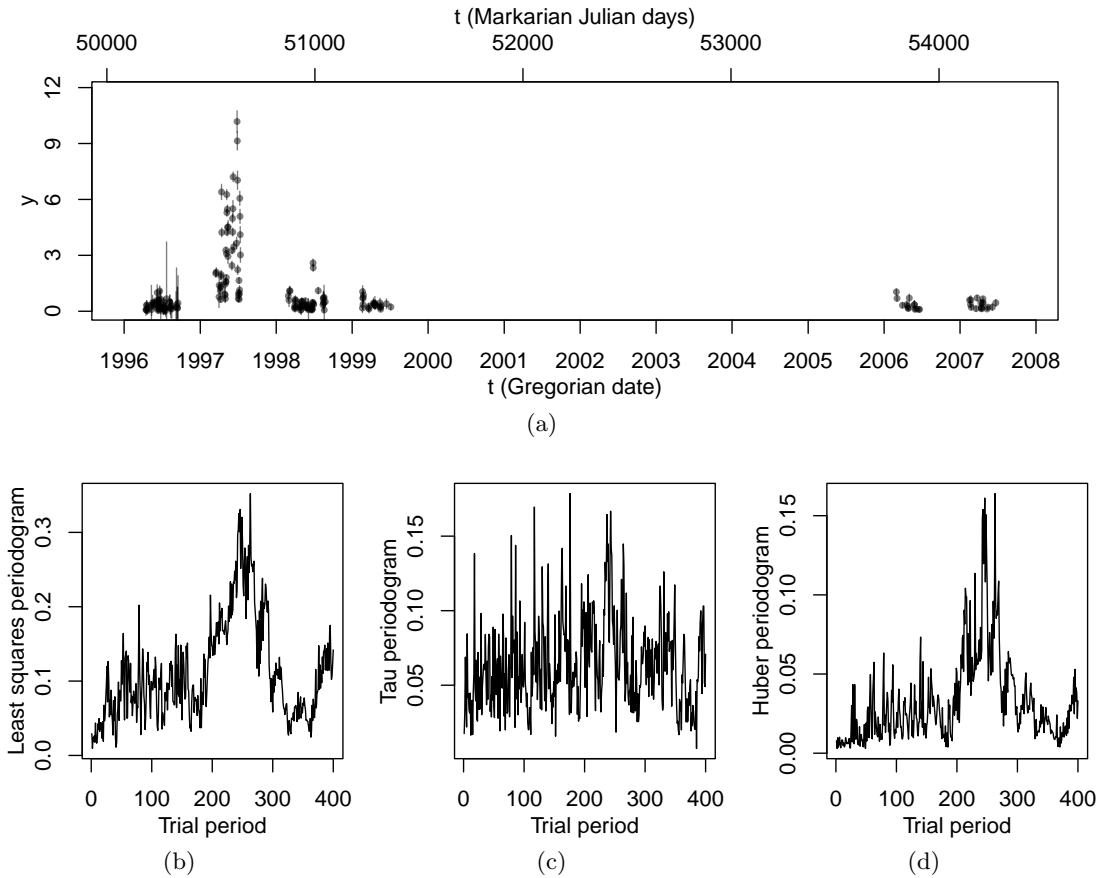 t (Markarian Julian days)
50000 51000 52000 53000 54000
y
0 3 6 9 12
1996 1997 1998 1999 2000 2001 2002 2003 2004 2005 2006 2007 2008
t (Gregorian date)
(a)
Least squares periodogram
0.0 0.1 0.2 0.3
0 100 200 300 400
Trial period
(b)
Tau periodogram
0.05 0.10 0.15
0 100 200 300 400
Trial period
(c)
Huber periodogram
0.00 0.05 0.10 0.15
0 100 200 300 400
Trial period
(d)